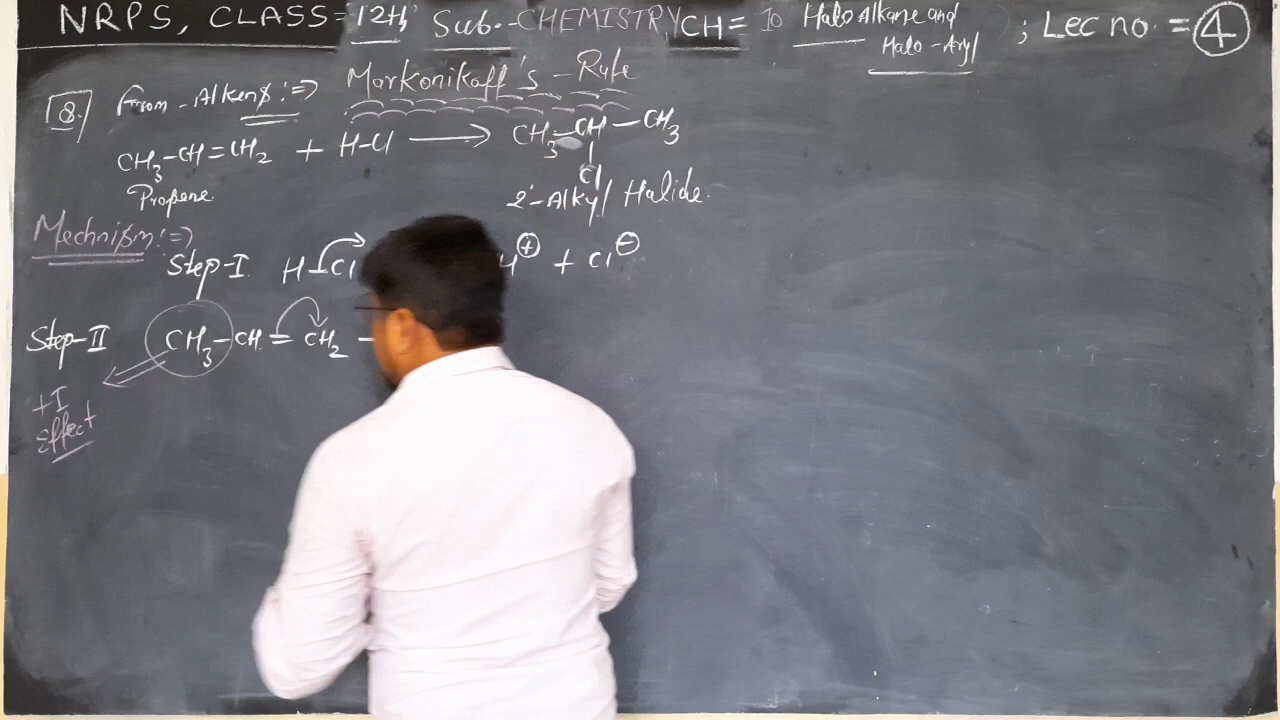 NRPS, CLASS=12th Sub.-CHEMISTRY, CH= 10 Halo Alkane and ; Lec no. = 4
Halo-Aryl
8. From-Alkens:⇒ Markonikoff's-Rule
CH3-CH=CH2 + H-Cl ⟶ CH3-CH-CH3
Cl
Propene 2°-Alkyl Halide.
Mechnism:⇒
Step-I H-Cl + Cl⊖
Step-II CH3-CH=CH2
+I
Effect